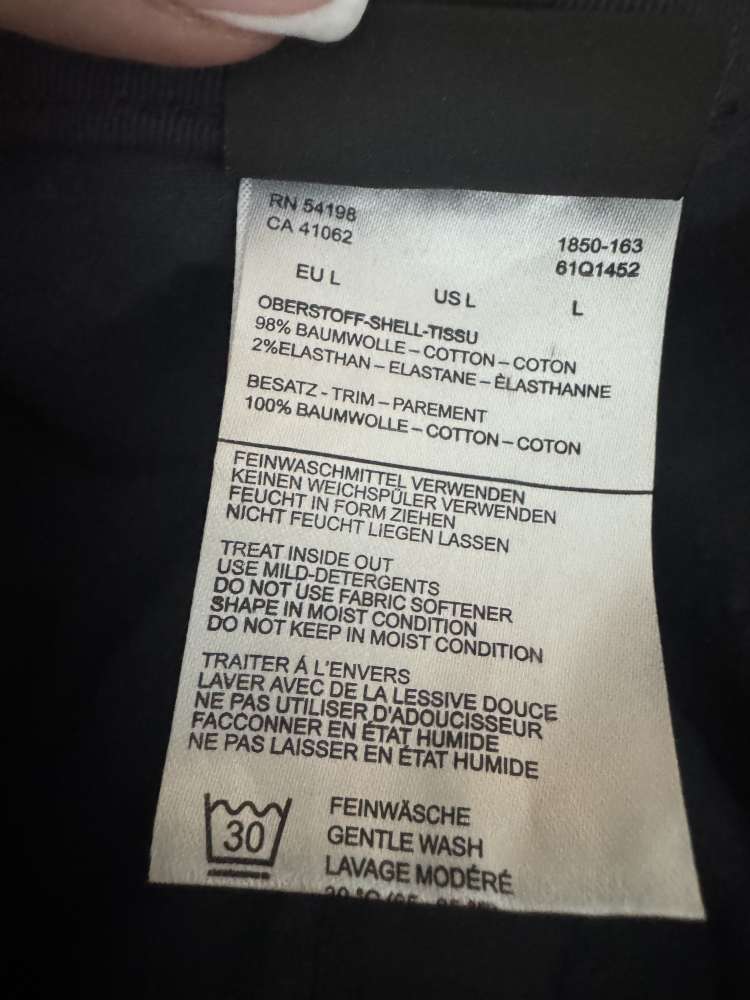 RN 54198
CA 41062
1850-163
61Q1452
EU L
US L
L
OBERSTOFF-SHELL-TISSU
98% BAUMWOLLE – COTTON – COTON
2%ELASTHAN – ELASTANE – ÈLASTHANNE
BESATZ - TRIM – PAREMENT
100% BAUMWOLLE – COTTON – COTON
FEINWASCHMITTEL VERWENDEN
KEINEN WEICHSPÜLER VERWENDEN
FEUCHT IN FORM ZIEHEN
NICHT FEUCHT LIEGEN LASSEN
TREAT INSIDE OUT
USE MILD-DETERGENTS
DO NOT USE FABRIC SOFTENER
SHAPE IN MOIST CONDITION
DO NOT KEEP IN MOIST CONDITION
TRAITER Á L'ENVERS
LAVER AVEC DE LA LESSIVE DOUCE
NE PAS UTILISER D'ADOUCISSEUR
FACCONNER EN ÉTAT HUMIDE
NE PAS LAISSER EN ÉTAT HUMIDE
30
FEINWÄSCHE
GENTLE WASH
LAVAGE MODÉRÉ